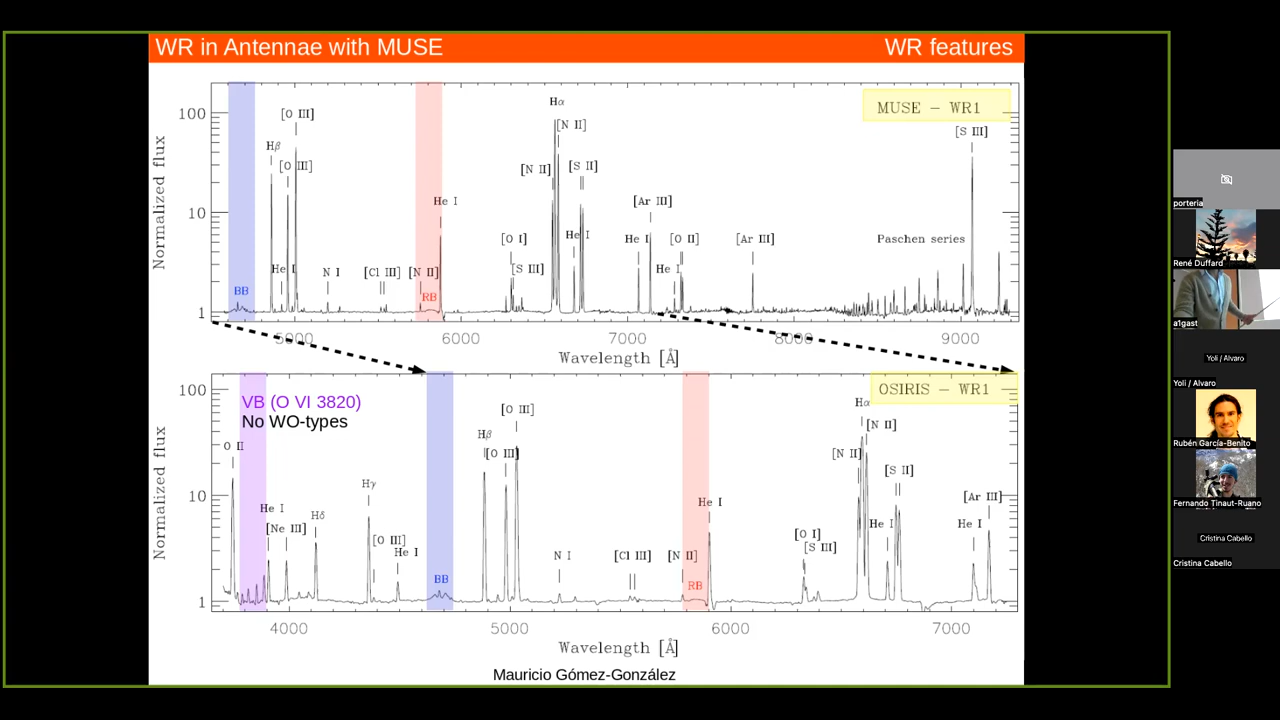 WR in Antennae with MUSE
WR features
100
10
1
Normalized flux
[O III]
Hβ
[O III]
He I
N I
[Cl III]
[N II]
He I
[O I]
[S III]
Hα
[N II]
[N II]
[S II]
He I
He I
[Ar III]
He I
[O II]
[Ar III]
Paschen series
[S III]
MUSE – WR1
BB
RB
5000
6000
7000
8000
9000
Wavelength [Å]
100
10
1
Normalized flux
VB (O VI 3820)
No WO-types
O II
He I
[Ne III]
Hδ
Hγ
[O III]
He I
BB
Hβ
[O III]
[O III]
N I
[Cl III]
[N II]
RB
He I
[O I]
[S III]
Hα
[N II]
[N II]
[S II]
He I
He I
[Ar III]
OSIRIS – WR1
4000
5000
6000
7000
Wavelength [Å]
Mauricio Gómez-González
porteria
René Duffard
a1gast
Yoli / Alvaro
Yoli / Alvaro
Rubén García-Benito
Fernando Tinaut-Ruano
Cristina Cabello
Cristina Cabello